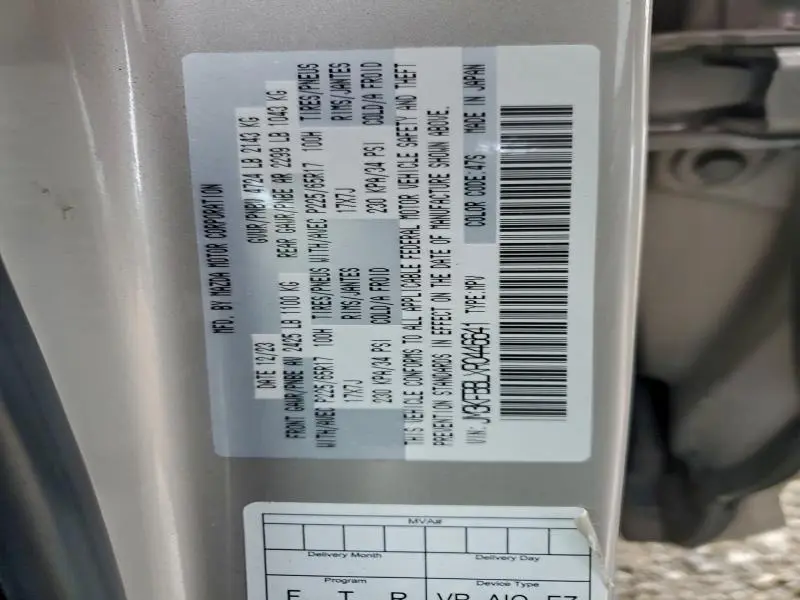 MFD. BY MAZDA MOTOR CORPORATION
DATE 12/23 GVWR/PNBV 4724 LB 2143 KG
FRONT GAWR/PNBE AV 2425 LB 1100 KG REAR GAWR/PNBE AR 2299 LB 1043 KG
WITH/AVEC P225/65R17 100H TIRES/PNEUS WITH/AVEC P225/65R17 100H TIRES/PNEUS
17X7J RIMS/JANTES 17X7J RIMS/JANTES
230 KPA/34 PSI COLD/A FROID 230 KPA/34 PSI COLD/A FROID
THIS VEHICLE CONFORMS TO ALL APPLICABLE FEDERAL MOTOR VEHICLE SAFETY AND THEFT
PREVENTION STANDARDS IN EFFECT ON THE DATE OF MANUFACTURE SHOWN ABOVE.
VIN: TYPE:MPV COLOR CODE:47S MADE IN JAPAN
MVA#
Delivery Month Delivery Day
Program Device Type
F T R VP AIO EZ